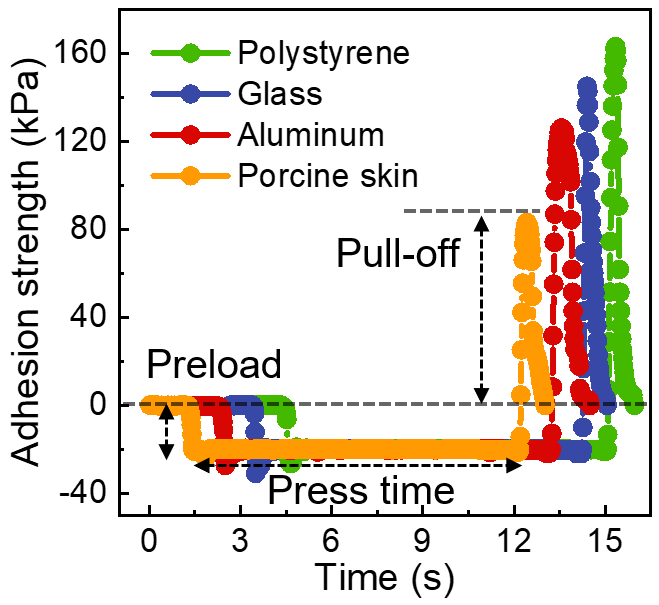 Adhesion strength (kPa)
160
120
80
40
0
-40
Polystyrene
Glass
Aluminum
Porcine skin
Pull-off
Preload
Press time
0
3
6
9
12
15
Time (s)